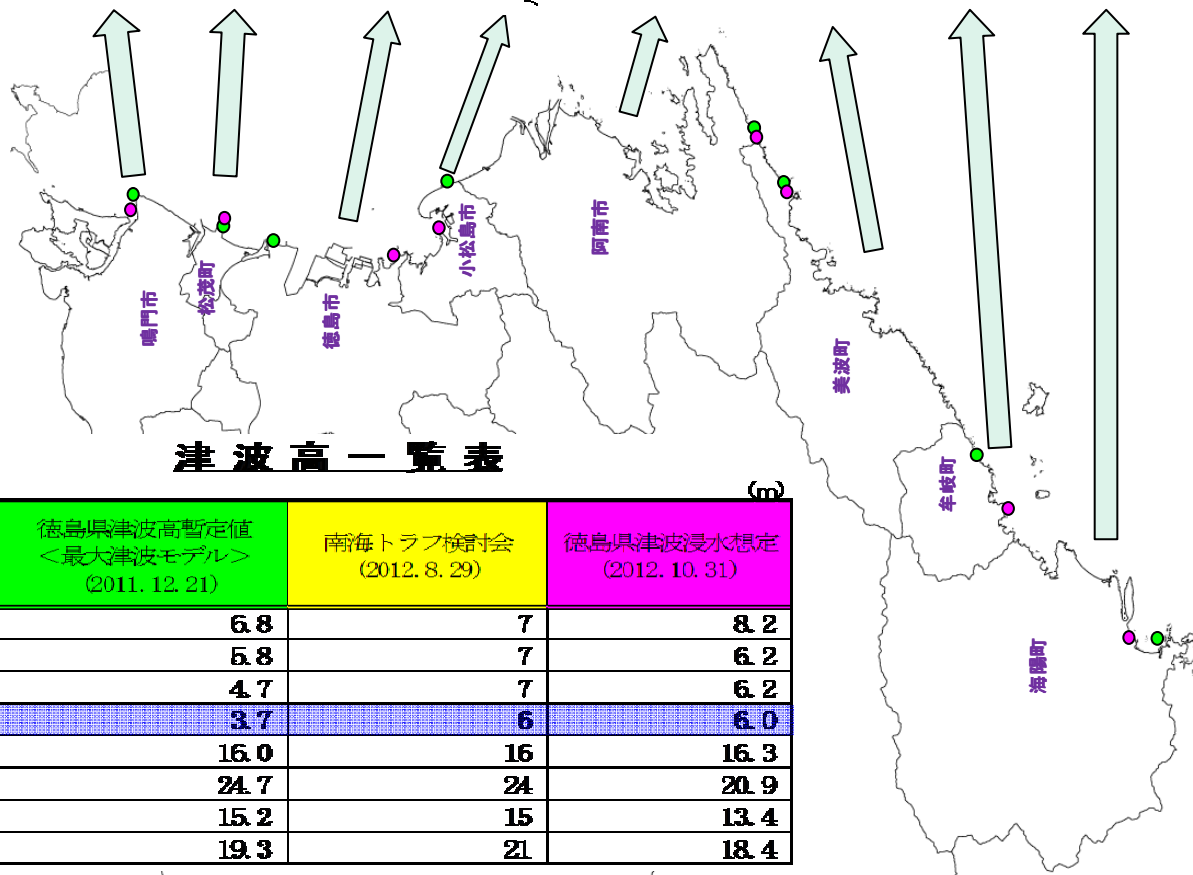 鳴門市
松茂町
徳島市
小松島市
阿南市
美波町
牟岐町
海陽町
津波高一覧表
(m)
徳島県津波高暫定値
＜最大津波モデル＞
(2011.12.21)
南海トラフ検討会
(2012.8.29)
徳島県津波浸水想定
(2012.10.31)
6.8 7 8.2
5.8 7 6.2
4.7 7 6.2
3.7 6 6.0
16.0 16 16.3
24.7 24 20.9
15.2 15 13.4
19.3 21 18.4